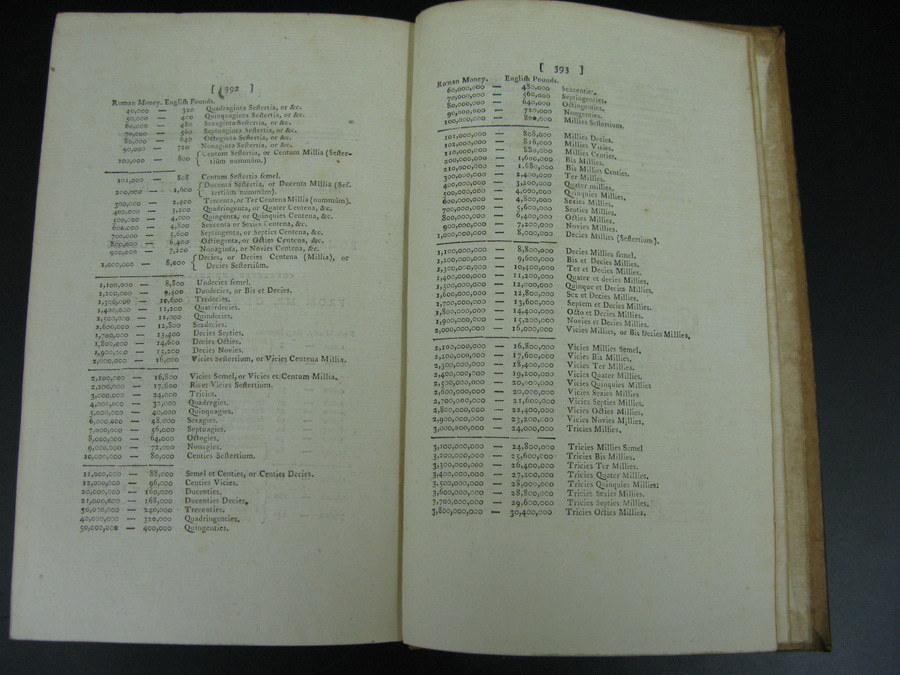 [ 392 ]
Roman Money. Engliſh Pounds.
40,000 — 320 Quadraginta Seſtertia, or &c.
50,000 — 400 Quinquaginta Seſtertia, or &c.
60,000 — 480 Sexaginta Seſtertia, or &c.
70,000 — 560 Septuaginta Seſtertia, or &c.
80,000 — 640 Octoginta Seſtertia, or &c.
90,000 — 720 Nonaginta Seſtertia, or &c.
100,000 — 800 { Centum Seſtertia, or Centum Millia (Seſter-
tiûm nummûm.)
101,000 — 808 Centum Seſtertia ſemel.
200,000 — 1,600 { Ducenta Seſtertia, or Ducenta Millia (Seſ-
tertiûm nummûm).
300,000 — 2,400 Trecenta, or Ter Centena Millia (nummûm).
400,000 — 3,200 Quadringenta, or Quater Centena, &c.
500,000 — 4,000 Quingenta, or Quinquies Centena, &c.
600,000 — 4,800 Sexcenta or Sexies Centena, &c.
700,000 — 5,600 Septingenta, or Septies Centena, &c.
800,000 — 6,400 Octingenta, or Octies Centena, &c.
900,000 — 7,200 Nonaginta, or Novies Centena, &c.
1,000,000 — 8,000 { Decies, or Decies Centena (Millia), or
Decies Seſtertiûm.
1,100,000 — 8,800 Undecies ſemel.
1,200,000 — 9,600 Duodecies, or Bis et Decies.
1,300,000 — 10,600 Tredecies.
1,400,000 — 11,200 Quaterdecies.
1,500,000 — 12,000 Quindecies.
1,600,000 — 12,800 Sexdecies.
1,700,000 — 13,400 Decies Septies.
1,800,000 — 14,600 Decies Octies.
1,900,000 — 15,200 Decies Novies.
2,000,000 — 16,000 Vicies Seſtertium, or Vicies Centena Millia.
2,100,000 — 16,800 Vicies Semel, or Vicies et Centum Millia.
2,200,000 — 17,600 Bis et Vicies Seſtertium.
3,000,000 — 24,000 Tricies.
4,000,000 — 32,000 Quadragies.
5,000,000 — 40,000 Quinquagies.
6,000,000 — 48,000 Sexagies.
7,000,000 — 56,000 Septuagies.
8,000,000 — 64,000 Octogies.
9,000,000 — 72,000 Nonagies.
10,000,000 — 80,000 Centies Seſtertium.
11,000,000 — 88,000 Semel et Centies, or Centies Decies.
12,000,000 — 96,000 Centies Vicies.
20,000,000 — 160,000 Ducenties.
21,000,000 — 168,000 Ducenties Decies.
30,000,000 — 240,000 Trecenties.
40,000,000 — 320,000 Quadringenties.
50,000,000 — 400,000 Quingenties.
[ 393 ]
Roman Money. Engliſh Pounds.
60,000,000 — 480,000 Sexcenties.
70,000,000 — 560,000 Septingenties.
80,000,000 — 640,000 Octingenties.
90,000,000 — 720,000 Nongenties.
100,000,000 — 800,000 Millies Seſtertium.
101,000,000 — 808,000 Millies Decies.
102,000,000 — 816,000 Millies Vicies.
110,000,000 — 880,000 Millies Centies.
200,000,000 — 1,600,000 Bis Millies.
210,000,000 — 1,680,000 Bis Millies Centies.
300,000,000 — 2,400,000 Ter Millies.
400,000,000 — 3,200,000 Quater millies.
500,000,000 — 4,000,000 Quinquies Millies.
600,000,000 — 4,800,000 Sexies Millies.
700,000,000 — 5,600,000 Septies Millies.
800,000,000 — 6,400,000 Octies Millies.
900,000,000 — 7,200,000 Novies Millies.
1,000,000,000 — 8,000,000 Decies Millies (Seſtertium).
1,100,000,000 — 8,800,000 Decies Millies ſemel.
1,200,000,000 — 9,600,000 Bis et Decies Millies.
1,300,000,000 — 10,400,000 Ter et Decies Millies.
1,400,000,000 — 11,200,000 Quater et decies Millies.
1,500,000,000 — 12,000,000 Quinque et Decies Millies.
1,600,000,000 — 12,800,000 Sex et Decies Millies.
1,700,000,000 — 13,600,000 Septem et Decies Millies.
1,800,000,000 — 14,400,000 Octo et Decies Millies.
1,900,000,000 — 15,200,000 Novies et Decies Millies.
2,000,000,000 — 16,000,000 Vicies Millies, or Bis Decies Millies.
2,100,000,000 — 16,800,000 Vicies Millies Semel.
2,200,000,000 — 17,600,000 Vicies Bis Millies.
2,300,000,000 — 18,400,000 Vicies Ter Millies.
2,400,000,000 — 19,200,000 Vicies Quater Millies.
2,500,000,000 — 20,000,000 Vicies Quinquies Millies
2,600,000,000 — 20,800,000 Vicies Sexies Millies
2,700,000,000 — 21,600,000 Vicies Septies Millies.
2,800,000,000 — 22,400,000 Vicies Octies Millies.
2,900,000,000 — 23,200,000 Vicies Novies Millies.
3,000,000,000 — 24,000,000 Tricies Millies.
3,100,000,000 — 24,800,000 Tricies Millies Semel
3,200,000,000 — 25,600,000 Tricies Bis Millies.
3,300,000,000 — 26,400,000 Tricies Ter Millies.
3,400,000,000 — 27,200,000 Tricies Quater Millies.
3,500,000,000 — 28,000,000 Tricies Quinquies Millies.
3,600,000,000 — 28,800,000 Tricies Sexies Millies.
3,700,000,000 — 29,600,000 Tricies Septies Millies.
3,800,000,000 — 30,400,000 Tricies Octies Millies.